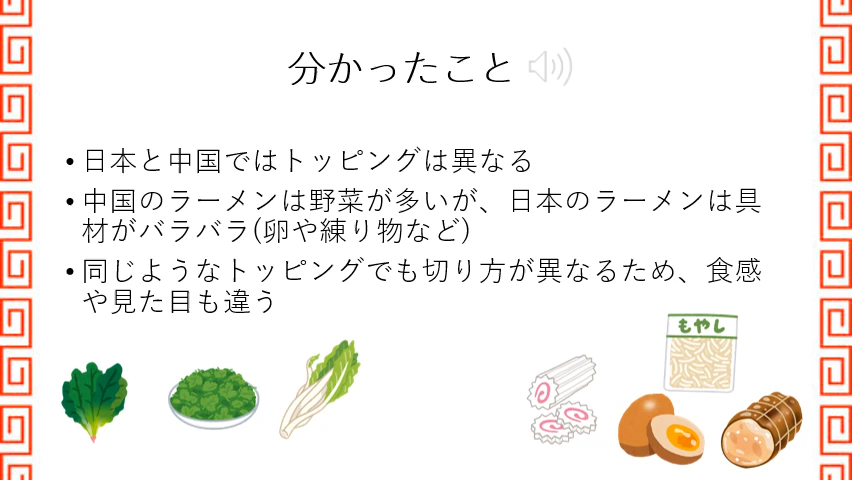 分かったこと
• 日本と中国ではトッピングは異なる
• 中国のラーメンは野菜が多いが、日本のラーメンは具
材がバラバラ(卵や練り物など)
• 同じようなトッピングでも切り方が異なるため、食感
や見た目も違う
もやし